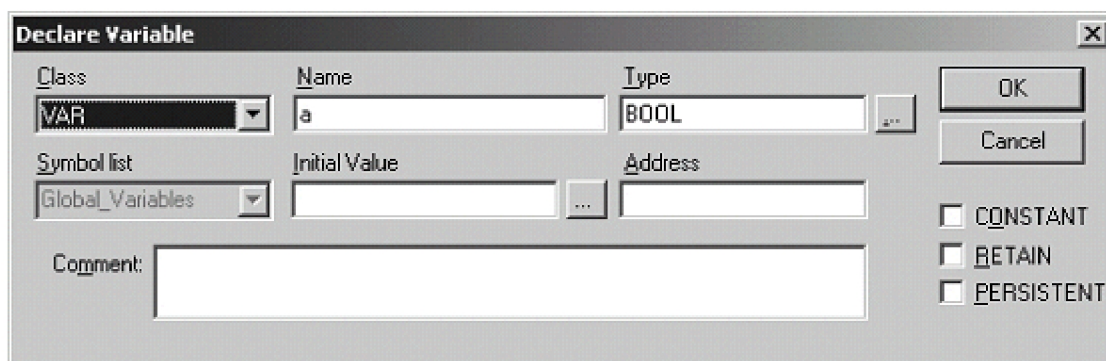 Declare Variable
Class Name Type
VAR a BOOL ... OK
Cancel
Symbol list Initial Value Address
Global_Variables ...
CONSTANT
Comment: RETAIN
PERSISTENT